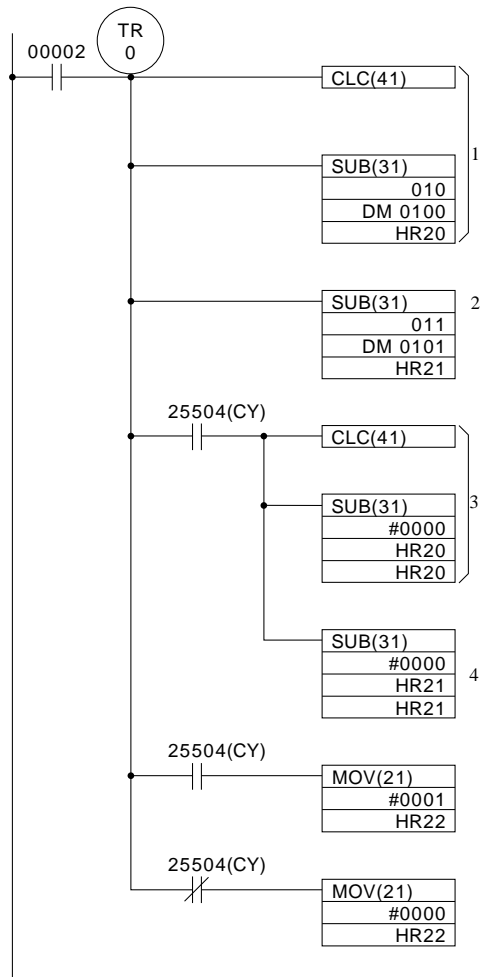 TR
0
00002
CLC(41)
1
SUB(31)
010
DM 0100
HR20
SUB(31)
2
011
DM 0101
HR21
25504(CY)
CLC(41)
3
SUB(31)
#0000
HR20
HR20
SUB(31)
#0000
4
HR21
HR21
25504(CY)
MOV(21)
#0001
HR22
25504(CY)
MOV(21)
#0000
HR22